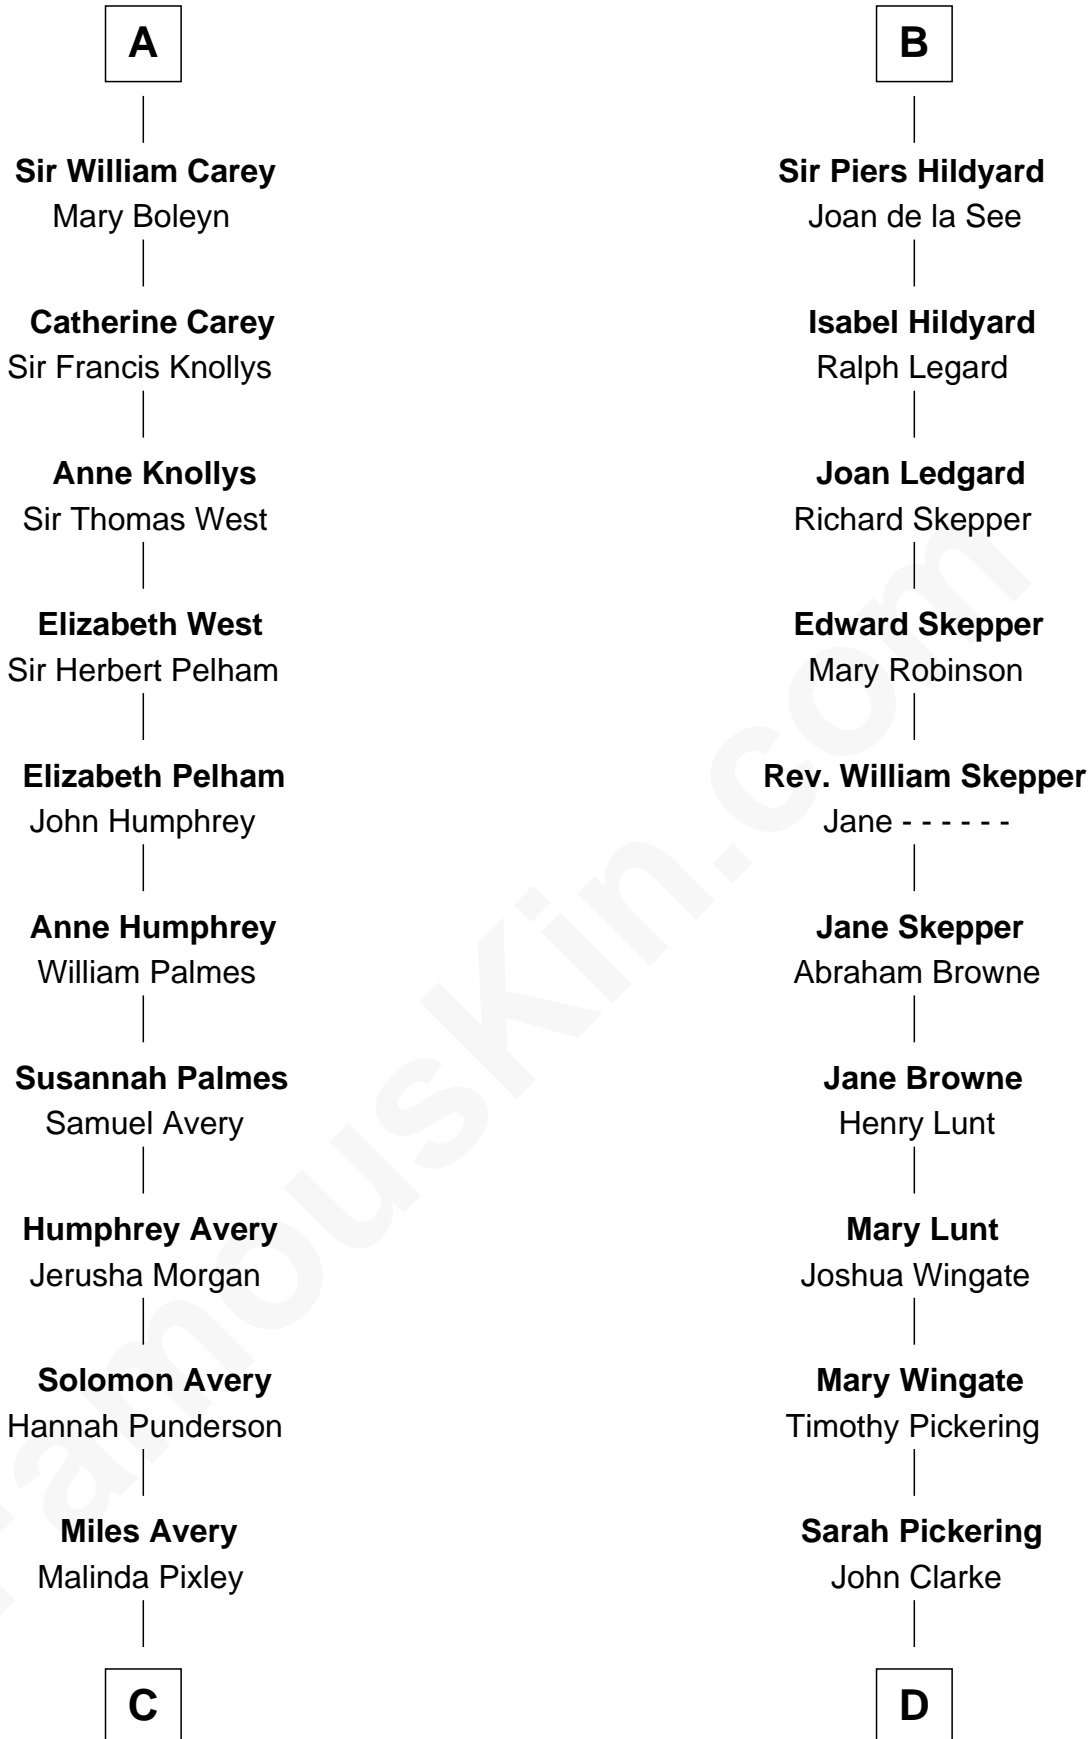 A
Sir William Carey
Mary Boleyn
Catherine Carey
Sir Francis Knollys
Anne Knollys
Sir Thomas West
Elizabeth West
Sir Herbert Pelham
Elizabeth Pelham
John Humphrey
Anne Humphrey
William Palmes
Susannah Palmes
Samuel Avery
Humphrey Avery
Jerusha Morgan
Solomon Avery
Hannah Punderson
Miles Avery
Malinda Pixley
C
B
Sir Piers Hildyard
Joan de la See
Isabel Hildyard
Ralph Legard
Joan Ledgard
Richard Skepper
Edward Skepper
Mary Robinson
Rev. William Skepper
Jane - - - - - -
Jane Skepper
Abraham Browne
Jane Browne
Henry Lunt
Mary Lunt
Joshua Wingate
Mary Wingate
Timothy Pickering
Sarah Pickering
John Clarke
D
FamousKin.com